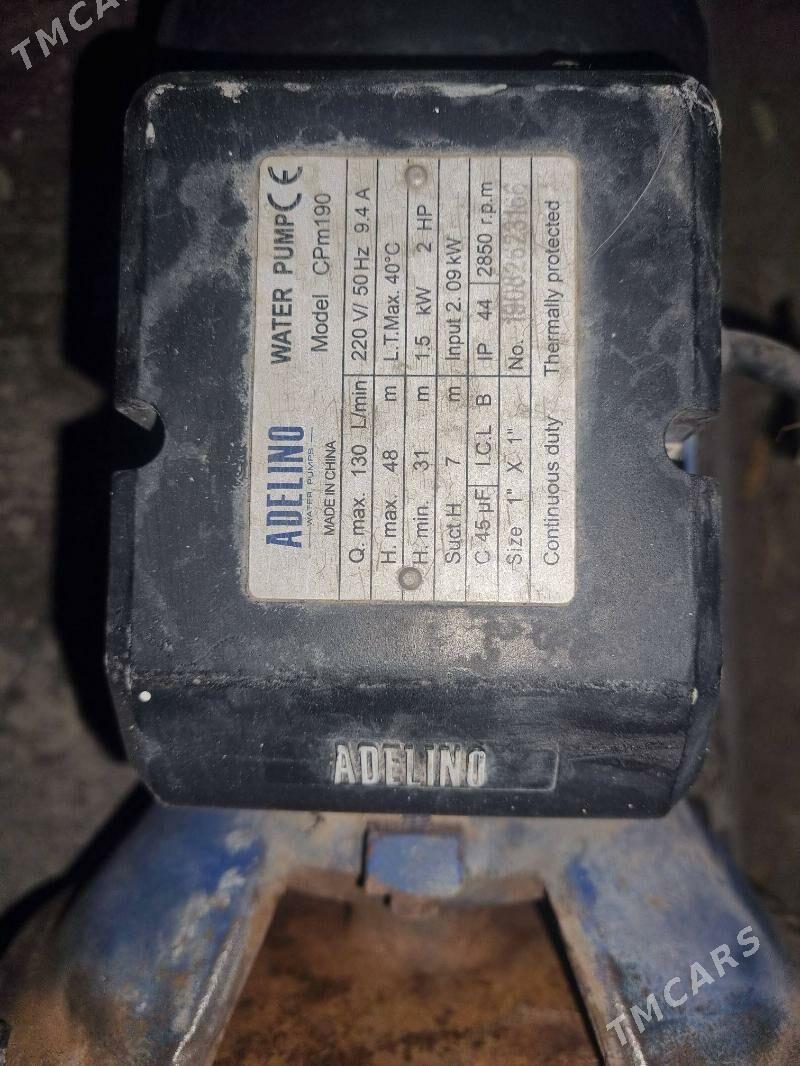 TMCARS
ADELINO
WATER PUMPS
MADE IN CHINA
WATER PUMP CE
Model CPm190
Q. max. 130 L/min 220 V/ 50Hz 9.4 A
H. max. 48 m L.T.Max. 40°C
H. min. 31 m 1.5 kW 2 HP
Suct H 7 m Input 2. 09 kW
C 45 µF I.C.L B IP 44 2850 r.p.m
Size 1" X 1" No.
Continuous duty Thermally protected
ADELINO
TMCARS